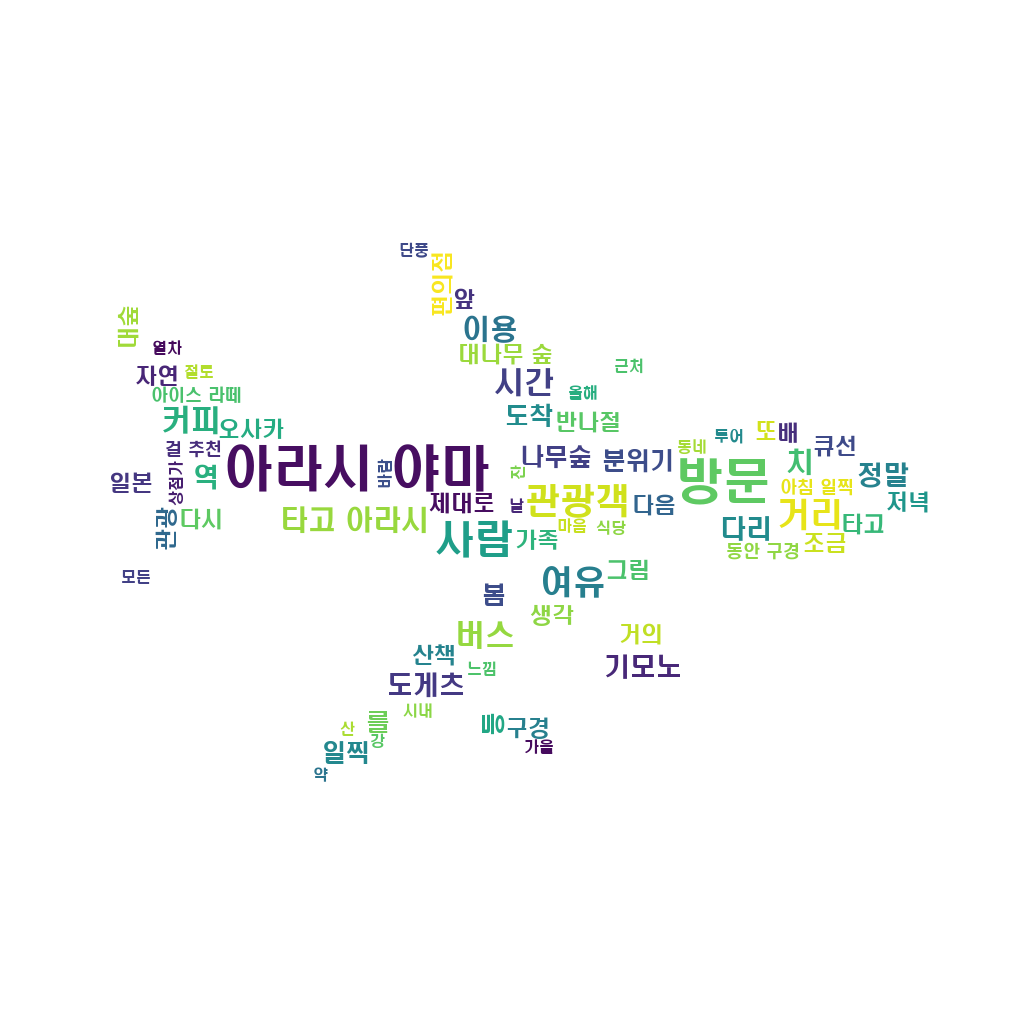 단풍
편의점
앞
대숲
이용
열차
대나무 숲
자연
절토
시간
근처
아이스 라떼
올해
커피
오사카
도착
반나절
걸 추천
동네
투어
또
배
큐선
아라시 야마
바람
나무숲
분위기
방문
치
정말
일본
상점가
역
진
아침 일찍
제대로
날
관광객
다음
거리
저녁
관광
다시
타고 아라시
사람
가족
마음
식당
다리
타고
동안 구경
조금
모든
봄
여유
그림
생각
버스
거의
산책
느낌
기모노
도게츠
시내
산
를
강
응
구경
일찍
가을
약